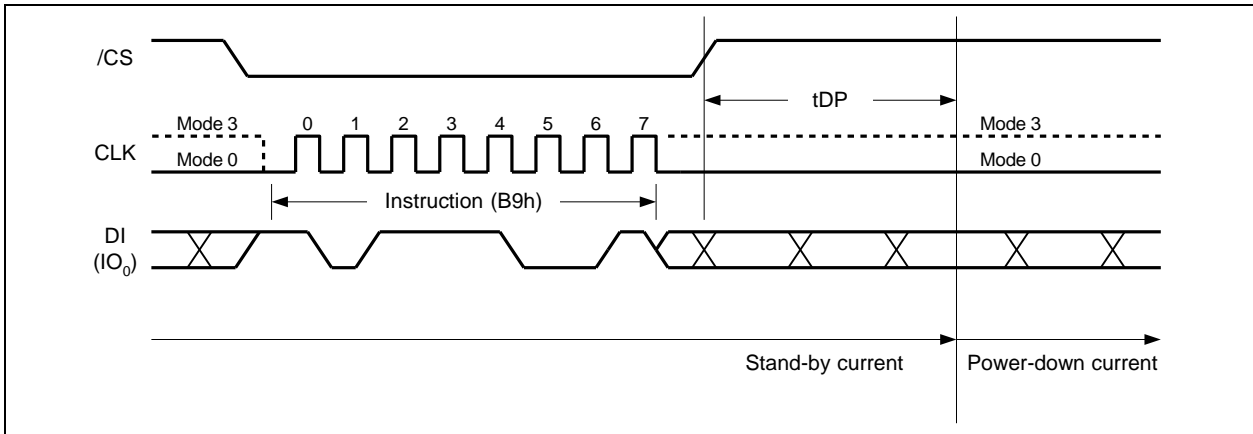 /CS
tDP
Mode 3 0 1 2 3 4 5 6 7 Mode 3
CLK
Mode 0 Mode 0
Instruction (B9h)
DI
(IO0)
Stand-by current Power-down current